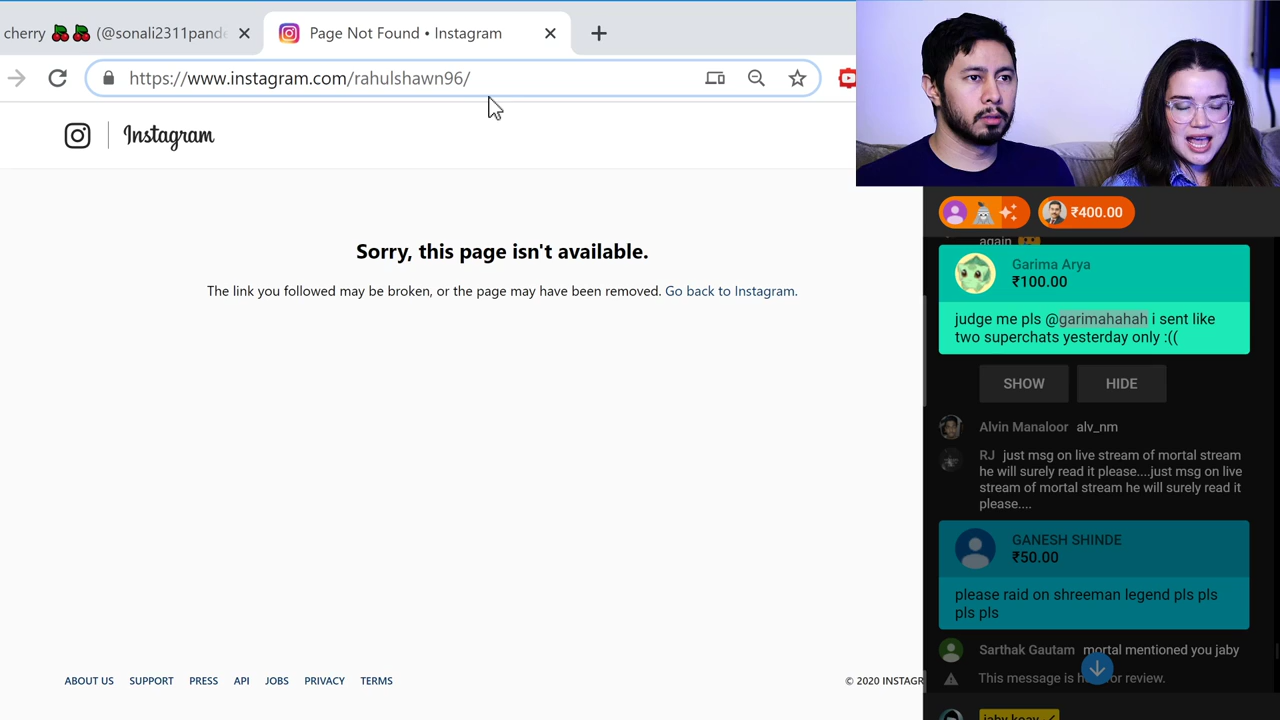 cherry 🍒🍒 (@sonali2311pand
Page Not Found • Instagram
https://www.instagram.com/rahulshawn96/
Instagram
Sorry, this page isn't available.
The link you followed may be broken, or the page may have been removed. Go back to Instagram.
ABOUT US SUPPORT PRESS API JOBS PRIVACY TERMS
© 2020 INSTAGR
₹400.00
again
Garima Arya
₹100.00
judge me pls @garimahahah i sent like
two superchats yesterday only :((
SHOW HIDE
Alvin Manaloor alv_nm
RJ just msg on live stream of mortal stream
he will surely read it please....just msg on live
stream of mortal stream he will surely read it
please....
GANESH SHINDE
₹50.00
please raid on shreeman legend pls pls
pls pls
Sarthak Gautam mortal mentioned you jaby
This message is h or review.
jaby koay ✓